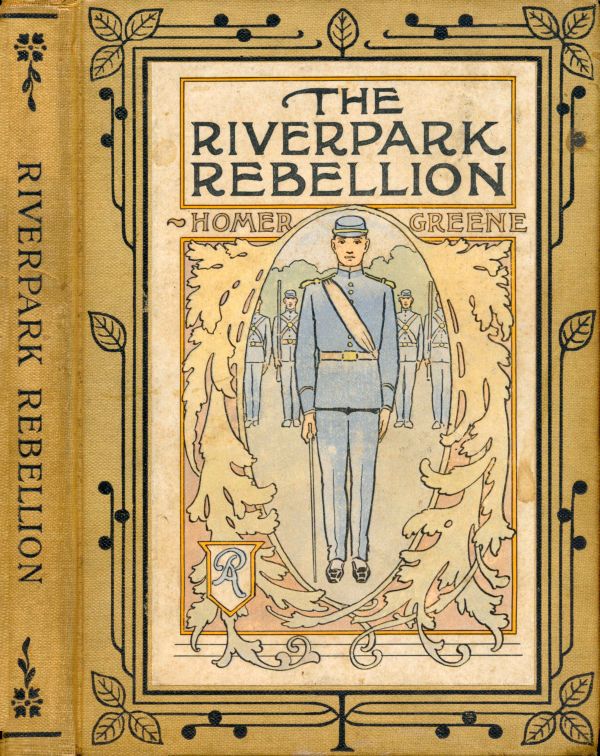 THE
RIVERPARK
REBELLION
~HOMER GREENE
RA
RIVERPARK REBELLION